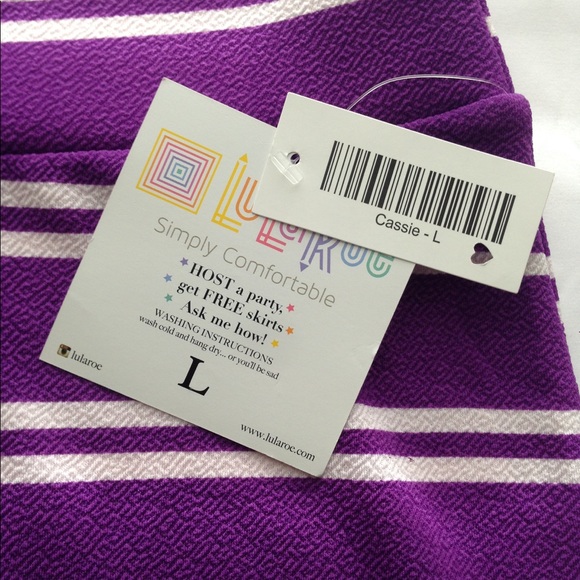 LuLaRoe
Simply Comfortable
HOST a party,
get FREE skirts
Ask me how!
WASHING INSTRUCTIONS
wash cold and hang dry... or you'll be sad
L
lularoe
www.lularoe.com
Cassie - L